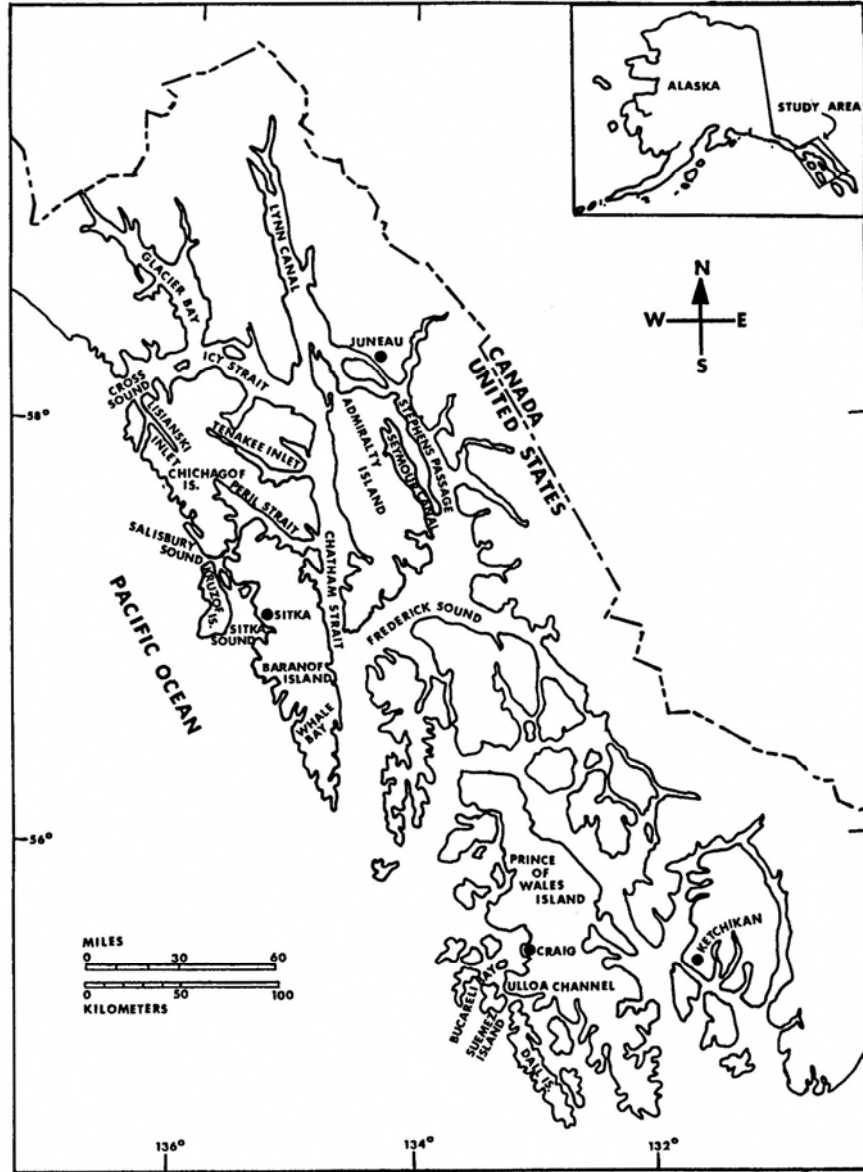 ALASKA
STUDY AREA
N
W
E
S
LYNN CANAL
GLACIER BAY
JUNEAU
CANADA
UNITED STATES
ICY STRAIT
CROSS
SOUND
58°
LISIANSKI
INLET
TENAKEE INLET
ADMIRALTY
ISLAND
STEPHENS PASSAGE
SEYMOUR CANAL
CHICHAGOF
IS.
PERIL STRAIT
SALISBURY
SOUND
CHATHAM STRAIT
KRUZOF IS.
SITKA
SITKA
SOUND
PACIFIC OCEAN
FREDERICK SOUND
BARANOF
ISLAND
WHALE
BAY
56°
PRINCE
OF
WALES
ISLAND
MILES
0 30 60
0 50 100
KILOMETERS
CRAIG
KETCHIKAN
BUCARELI BAY
ULLOA CHANNEL
SUEMEZ
ISLAND
DALL IS.
136°
134°
132°